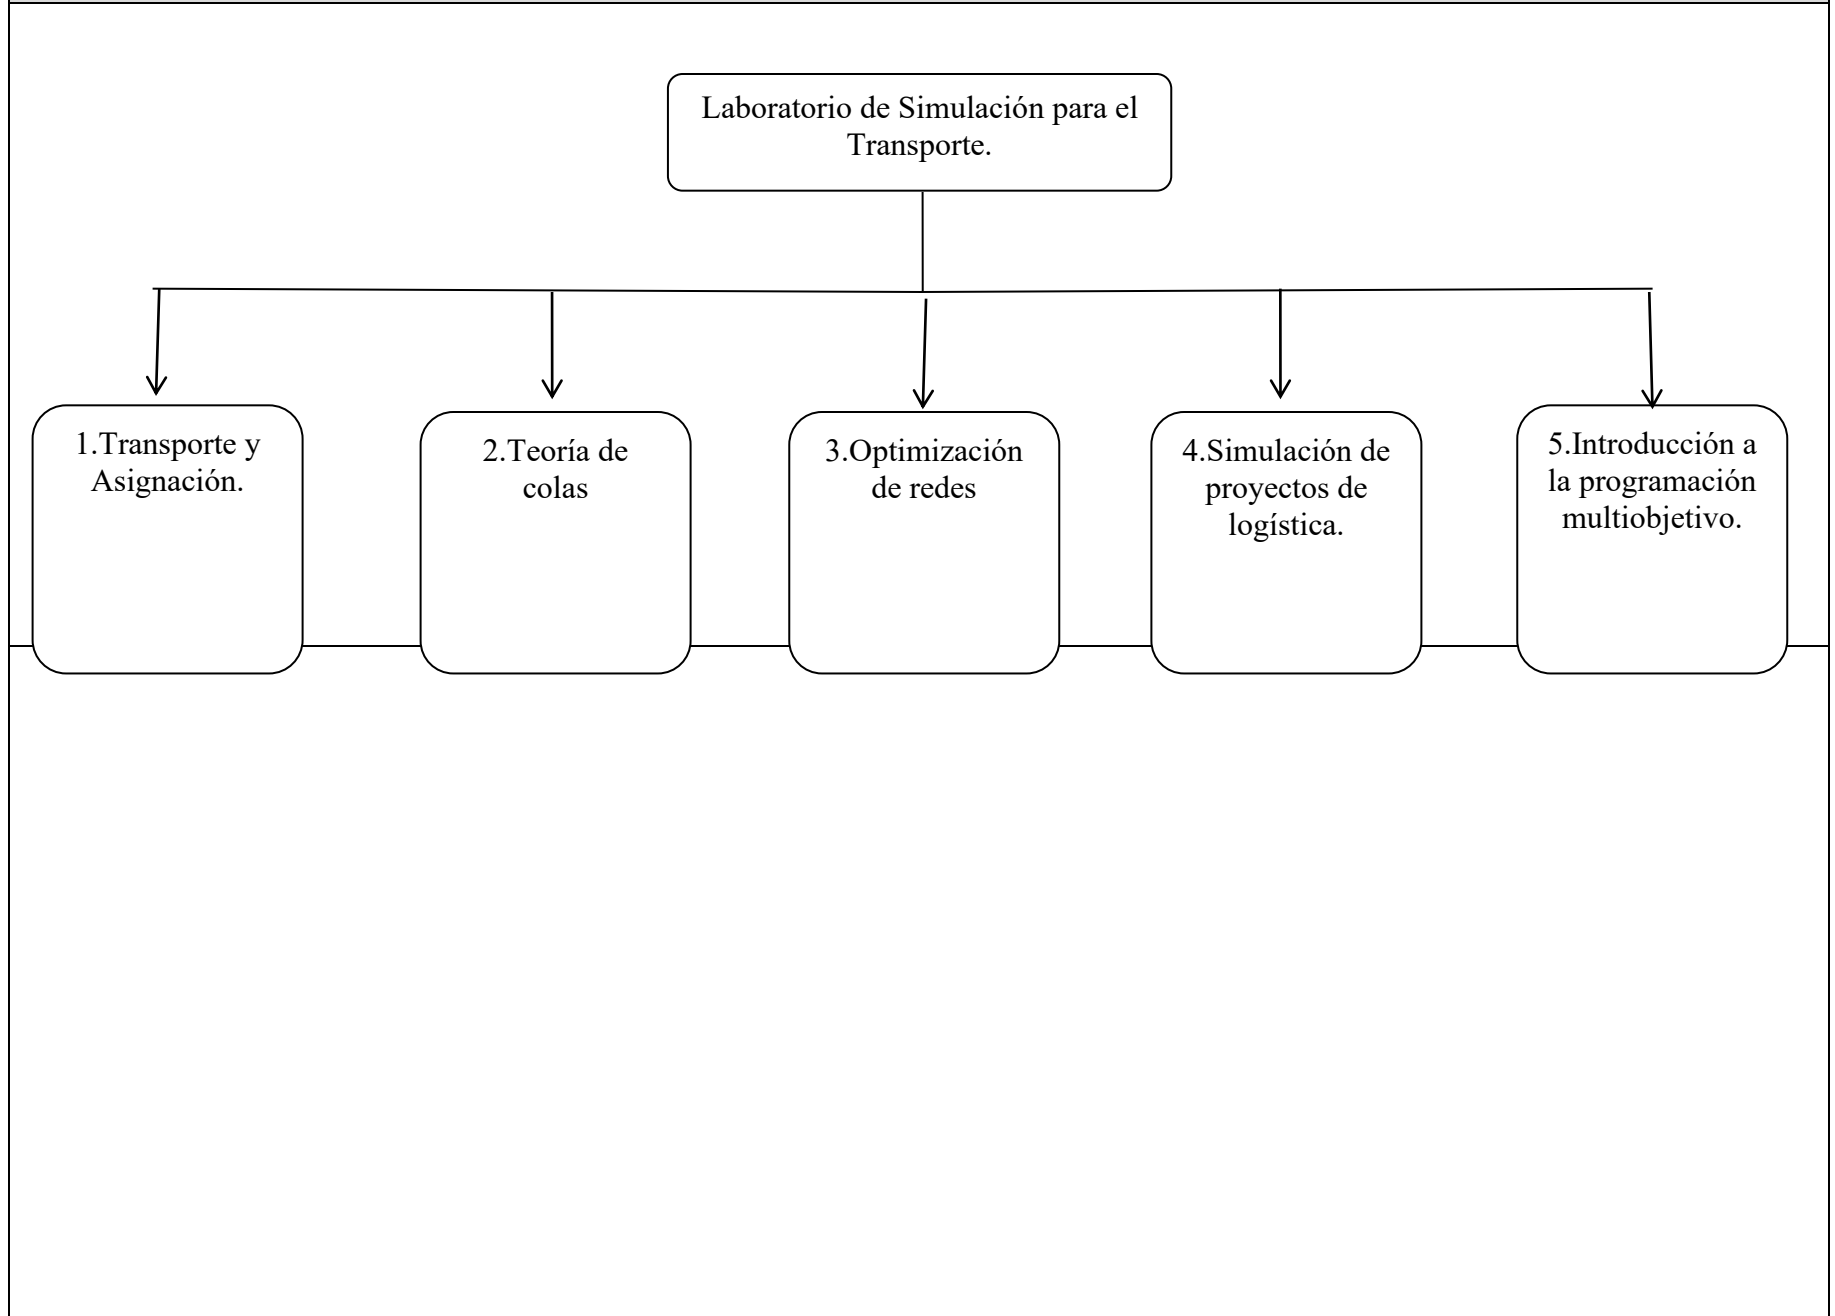 Laboratorio de Simulación para el
Transporte.
1.Transporte y
Asignación.
2.Teoría de
colas
3.Optimización
de redes
4.Simulación de
proyectos de
logística.
5.Introducción a
la programación
multiobjetivo.